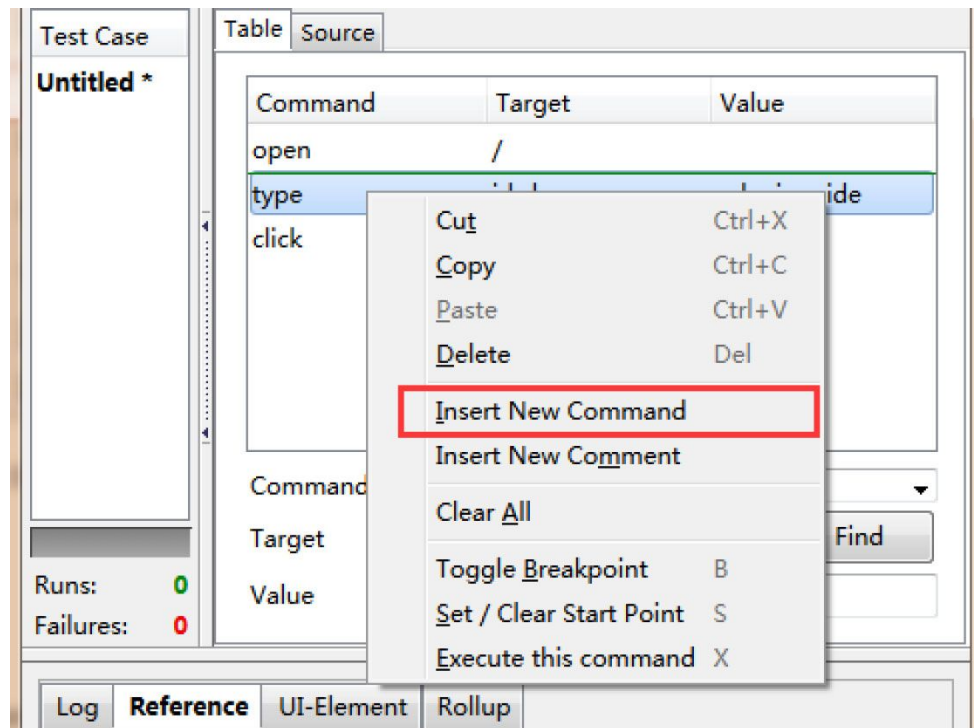 Test Case
Table Source
Untitled *
Command Target Value
open /
type ide
click
Cut Ctrl+X
Copy Ctrl+C
Paste Ctrl+V
Delete Del
Insert New Command
Insert New Comment
Clear All
Toggle Breakpoint B
Set / Clear Start Point S
Execute this command X
Command
Target Find
Value
Runs: 0
Failures: 0
Log Reference UI-Element Rollup